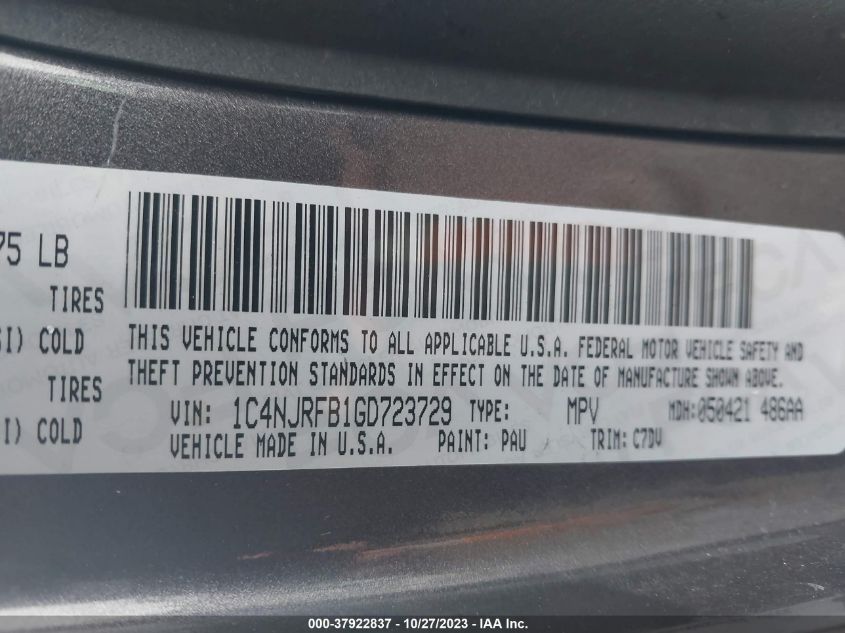 75 LB
TIRES
SI) COLD
TIRES
I) COLD
THIS VEHICLE CONFORMS TO ALL APPLICABLE U.S.A. FEDERAL MOTOR VEHICLE SAFETY AND
THEFT PREVENTION STANDARDS IN EFFECT ON THE DATE OF MANUFACTURE SHOWN ABOVE.
VIN: 1C4NJRFB1GD723729 TYPE: MPV MDH:050421 486AA
VEHICLE MADE IN U.S.A. PAINT: PAU TRIM: C7DV
000-37922837 - 10/27/2023 - IAA Inc.